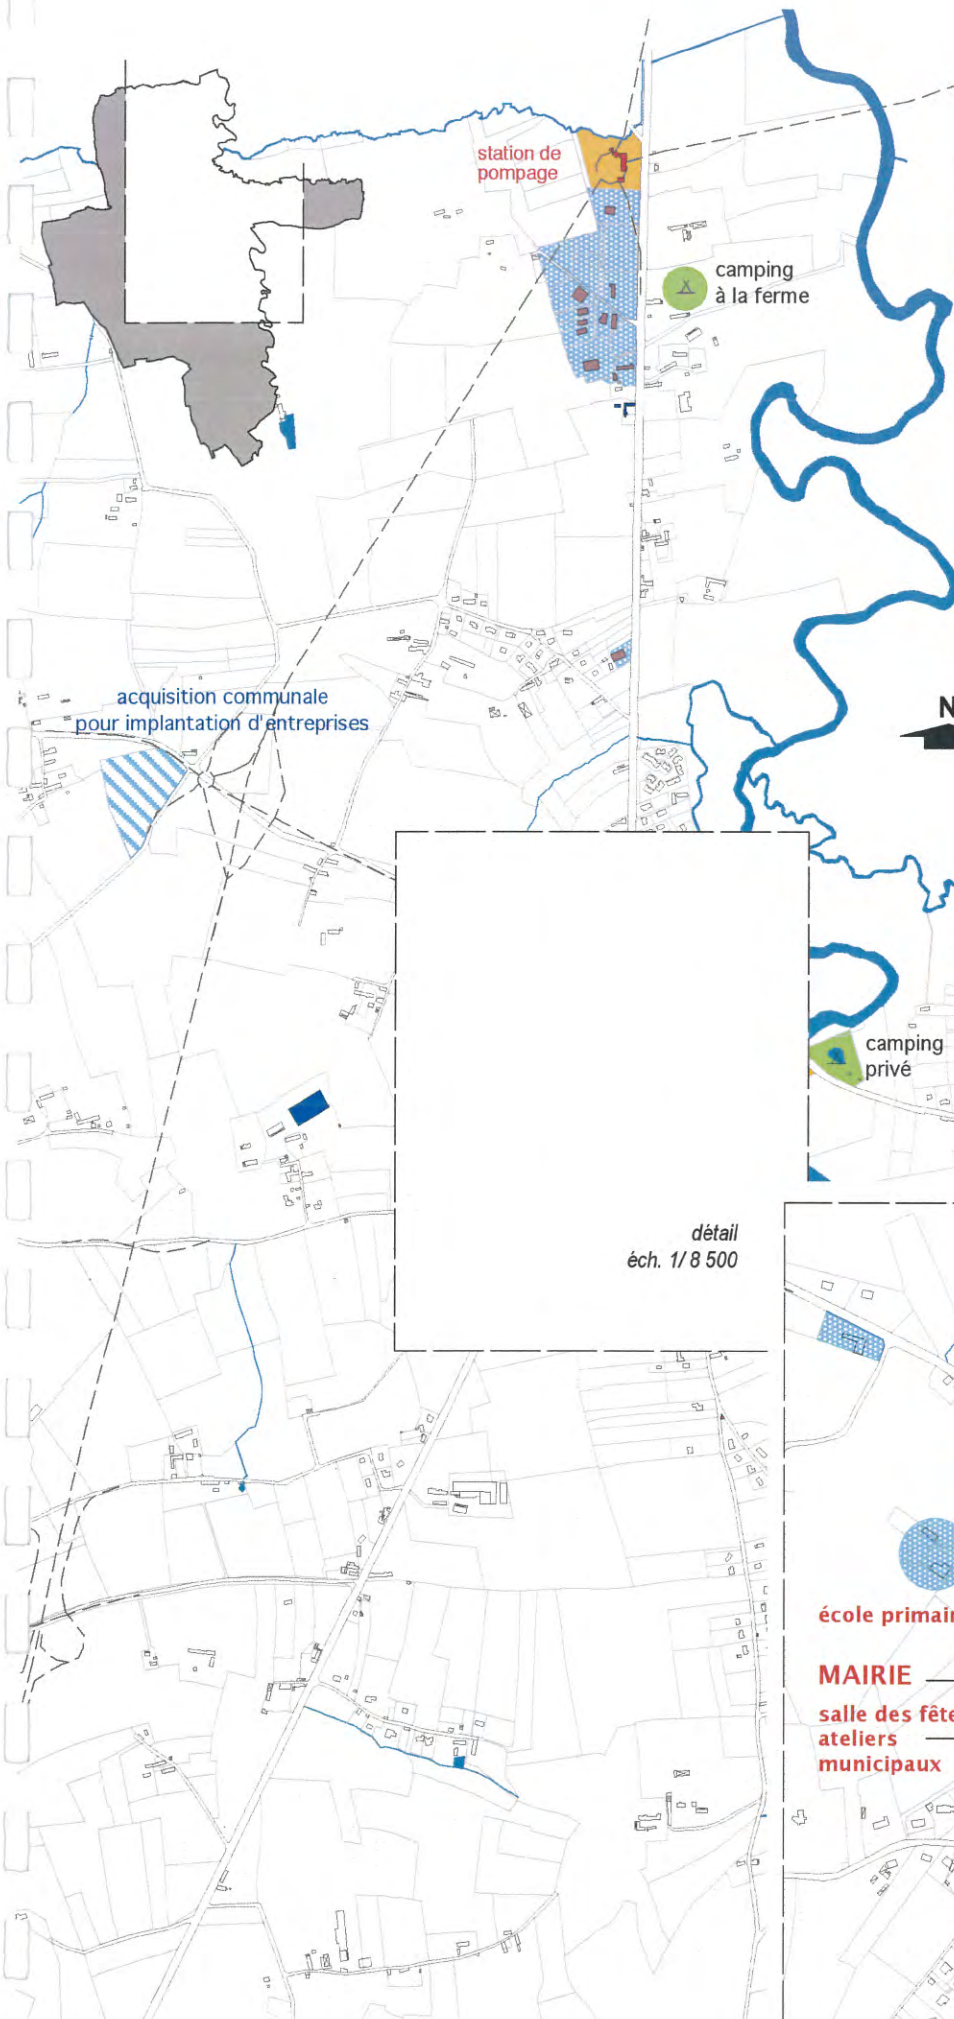 station de
pompage
camping
à la ferme
acquisition communale
pour implantation d'entreprises
N
camping
privé
détail
éch. 1/ 8 500
école primair
MAIRIE
salle des fête
ateliers
municipaux